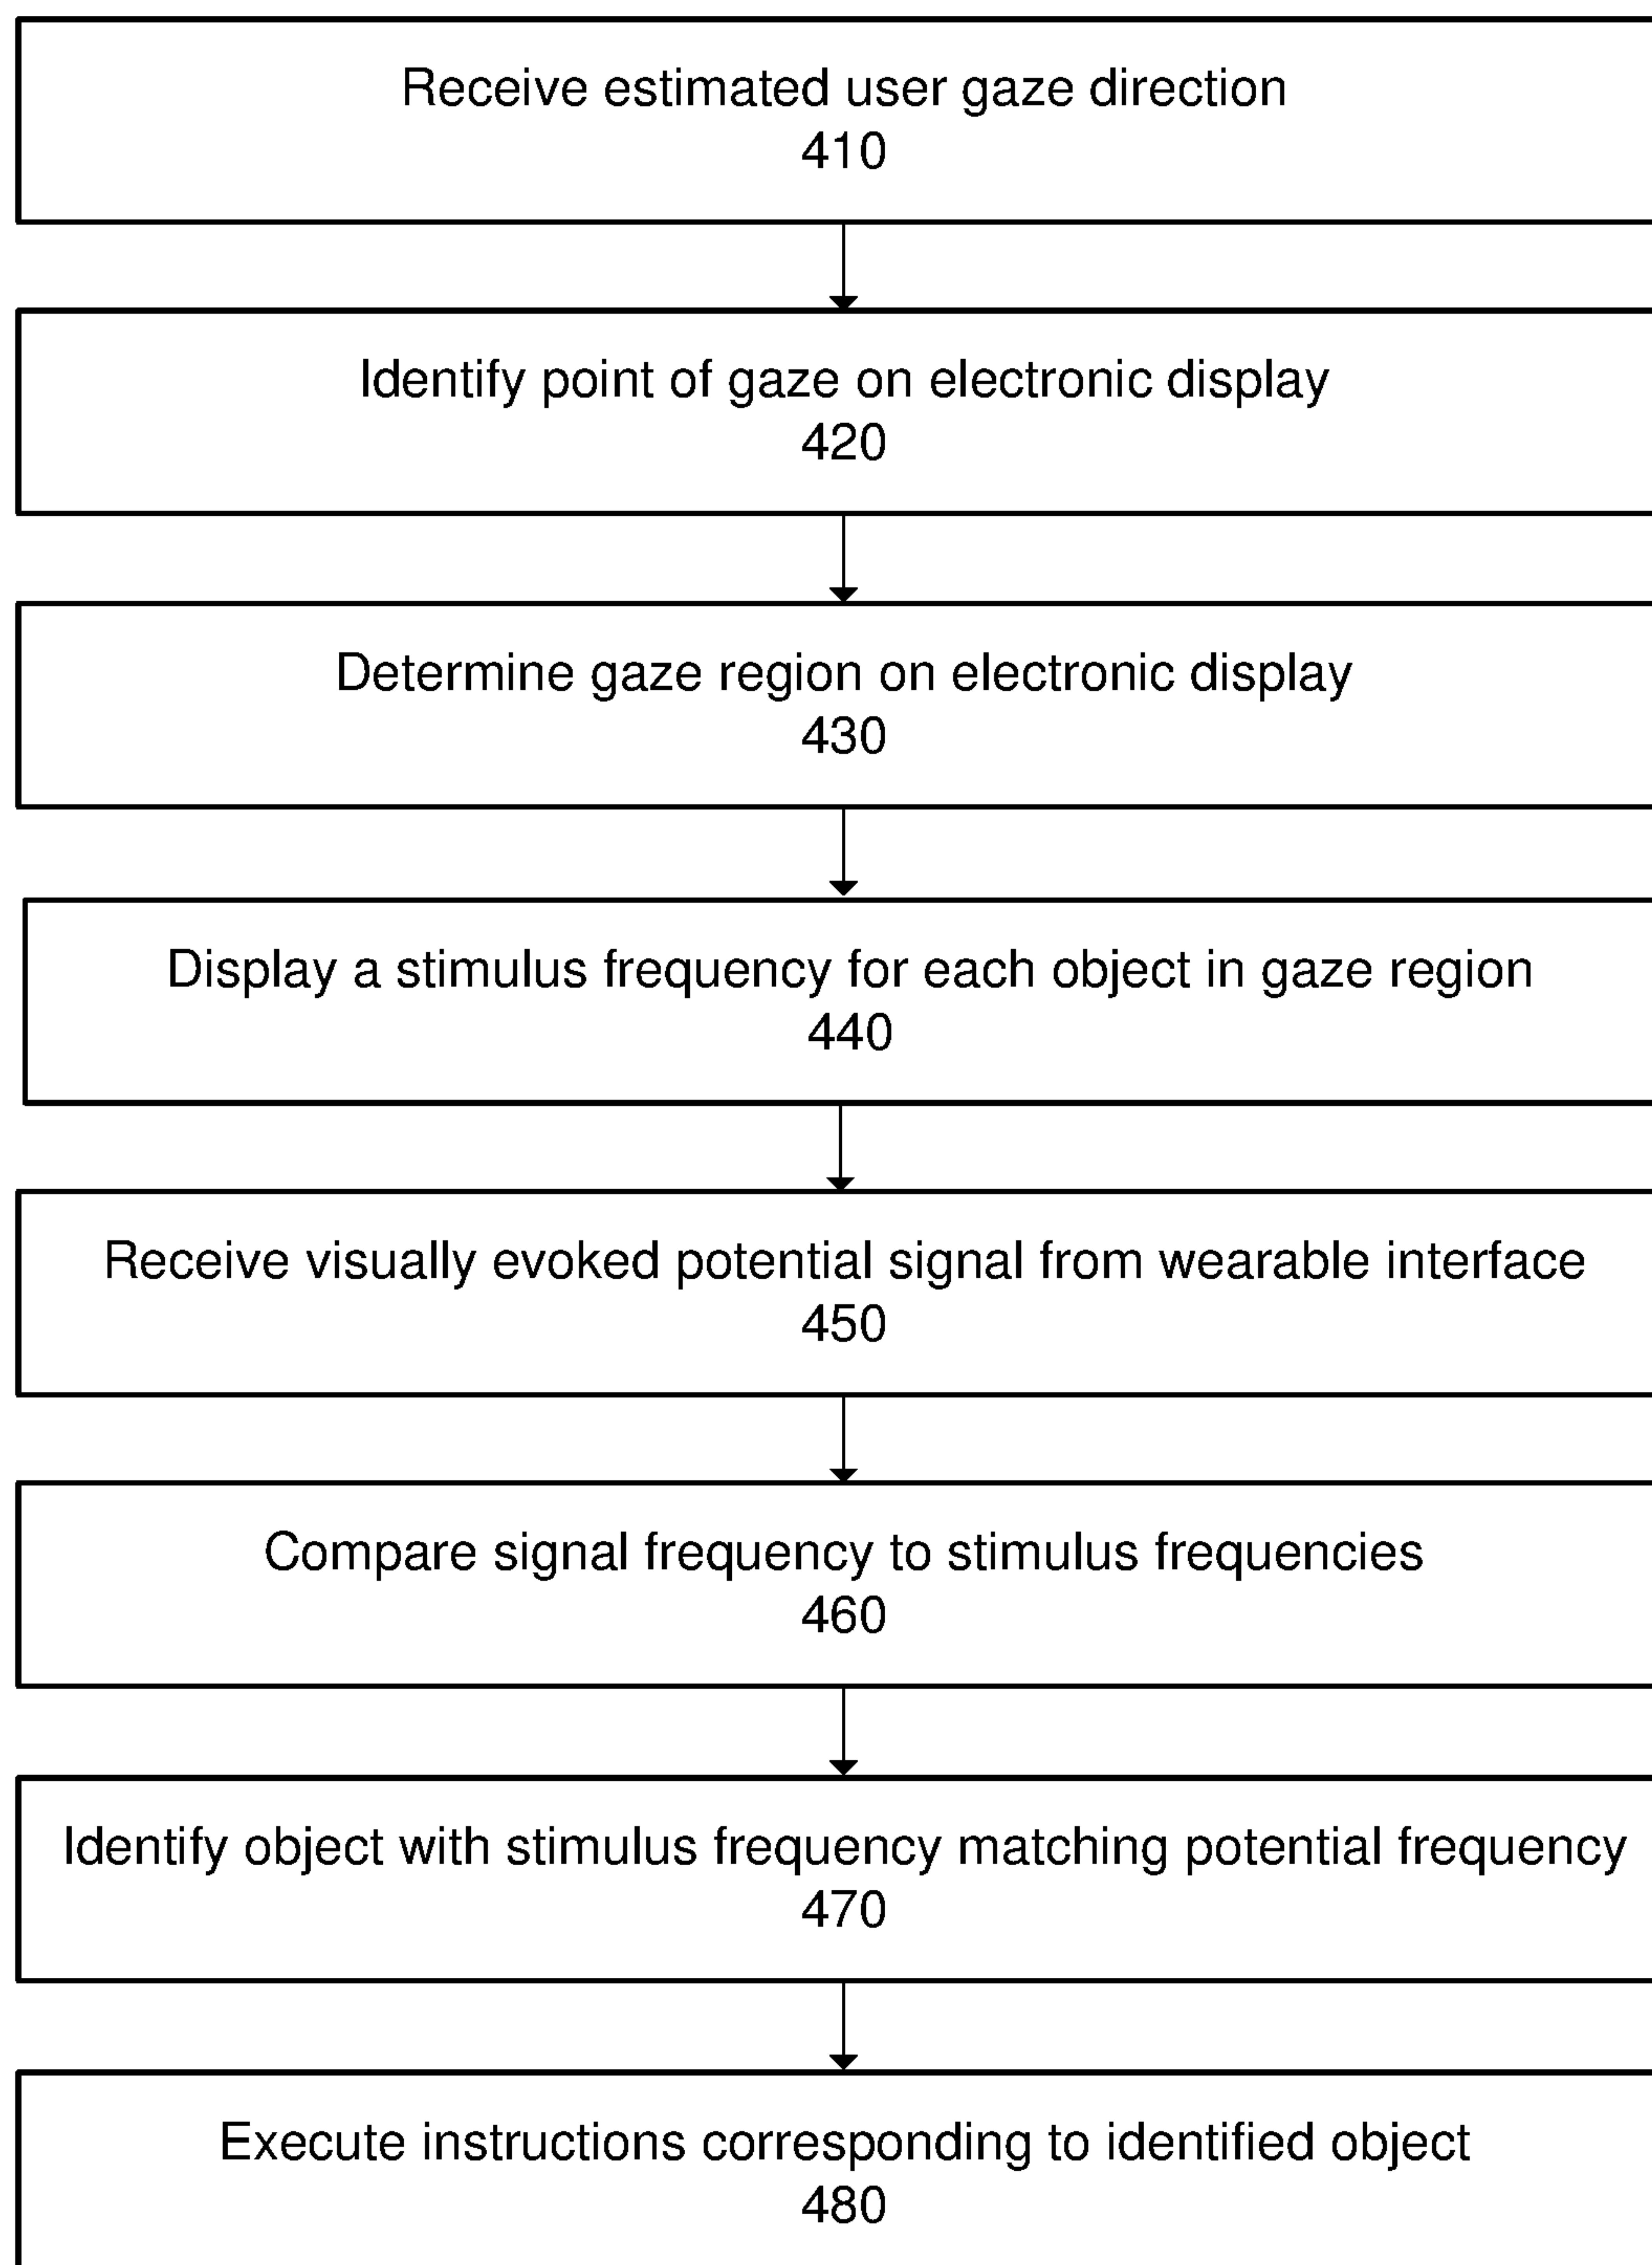 Receive estimated user gaze direction
410
Identify point of gaze on electronic display
420
Determine gaze region on electronic display
430
Display a stimulus frequency for each object in gaze region
440
Receive visually evoked potential signal from wearable interface
450
Compare signal frequency to stimulus frequencies
460
Identify object with stimulus frequency matching potential frequency
470
Execute instructions corresponding to identified object
480